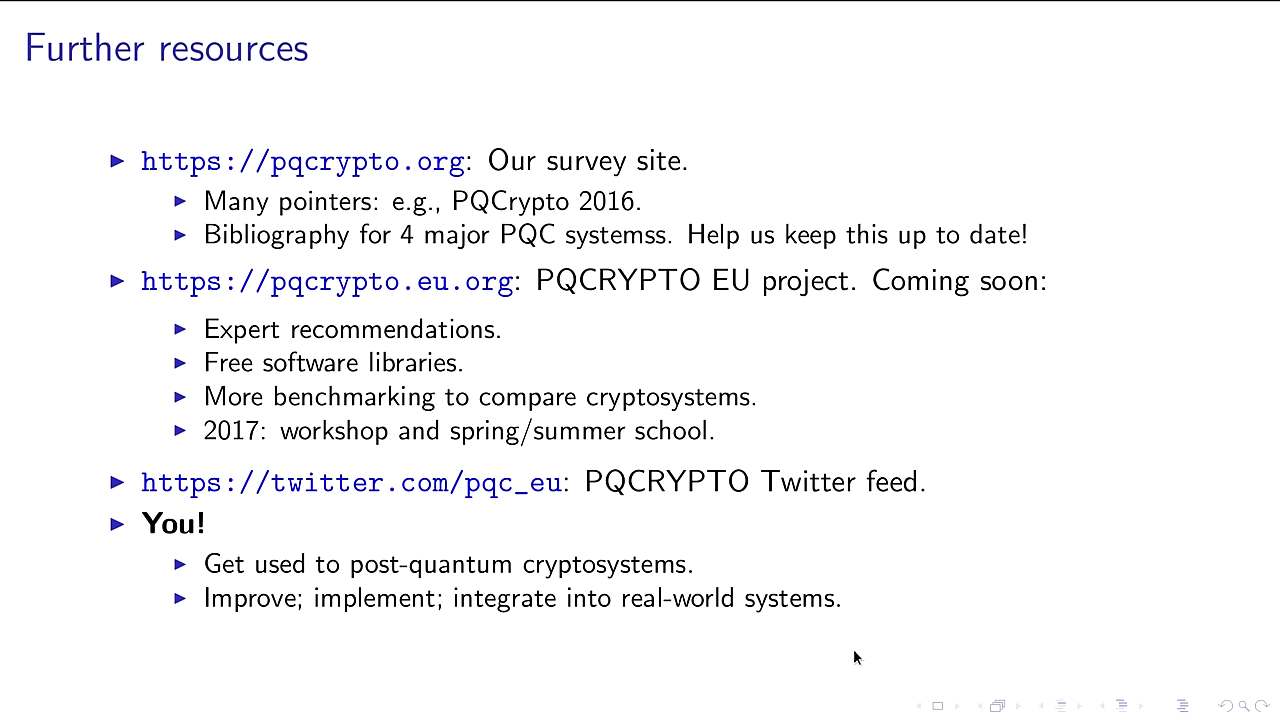 Further resources
https://pqcrypto.org: Our survey site.
Many pointers: e.g., PQCrypto 2016.
Bibliography for 4 major PQC systemss. Help us keep this up to date!
https://pqcrypto.eu.org: PQCRYPTO EU project. Coming soon:
Expert recommendations.
Free software libraries.
More benchmarking to compare cryptosystems.
2017: workshop and spring/summer school.
https://twitter.com/pqc_eu: PQCRYPTO Twitter feed.
You!
Get used to post-quantum cryptosystems.
Improve; implement; integrate into real-world systems.